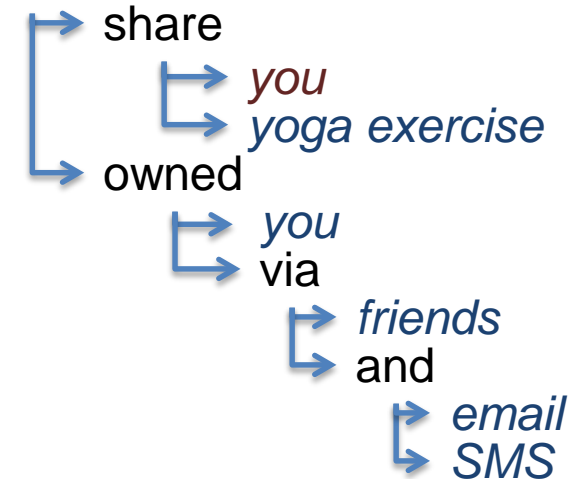 share
you
yoga exercise
owned
you
via
friends
and
email
SMS